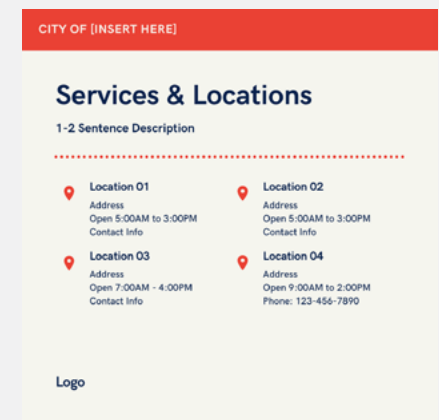 CITY OF [INSERT HERE]
Services & Locations
1-2 Sentence Description
Location 01
Address
Open 5:00AM to 3:00PM
Contact Info
Location 02
Address
Open 5:00AM to 3:00PM
Contact Info
Location 03
Address
Open 7:00AM - 4:00PM
Contact Info
Location 04
Address
Open 9:00AM to 2:00PM
Phone: 123-456-7890
Logo